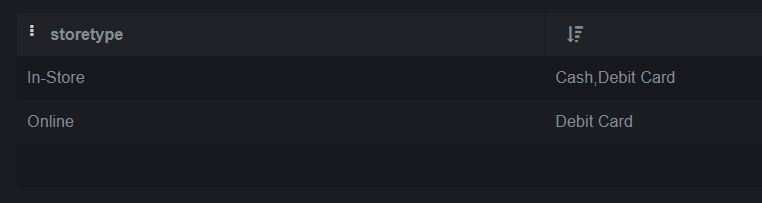 storetype
In-Store Cash,Debit Card
Online Debit Card